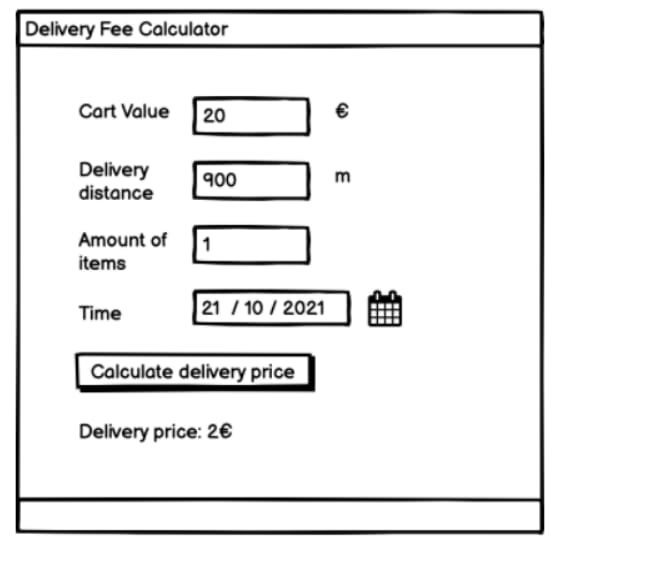 Delivery Fee Calculator
Cart Value 20 €
Delivery
distance 900 m
Amount of
items 1
Time 21 / 10 / 2021
Calculate delivery price
Delivery price: 2€